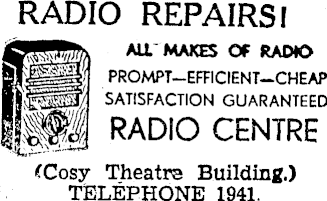 RADIO REPAIRS!
ALL MAKES OF RADIO
PROMPT—EFFICIENT—CHEAP
SATISFACTION GUARANTEED
RADIO CENTRE
(Cosy Theatre Building.)
TELEPHONE 1941.